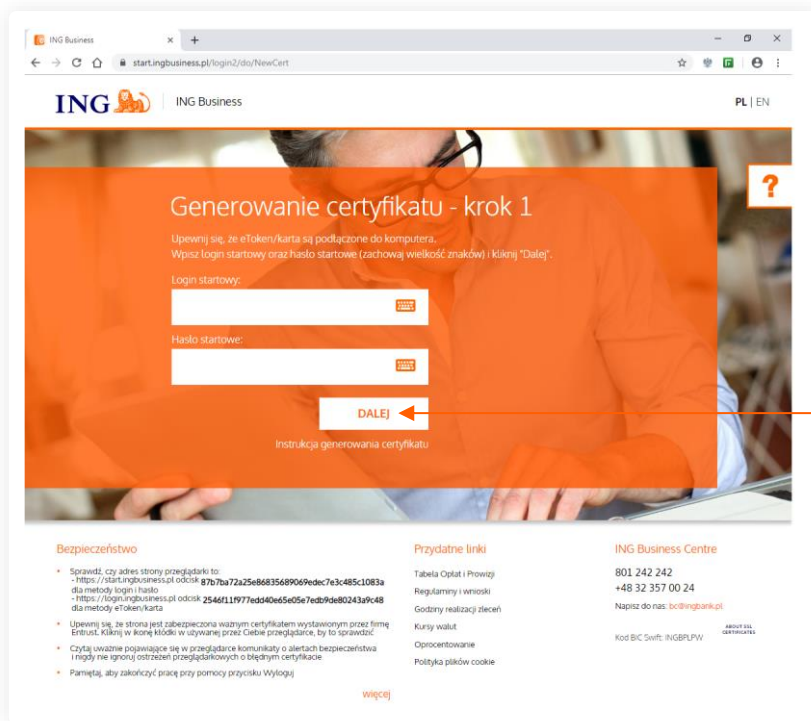 ING Business
start.ingbusiness.pl/login2/do/NewCert
ING ING Business PL | EN
?
Generowanie certyfikatu - krok 1
Upewnij się, że eToken/karta są podłączone do komputera.
Wpisz login startowy oraz hasło startowe (zachowaj wielkość znaków) i kliknij "Dalej".
Login startowy:
Hasło startowe:
DALEJ
Instrukcja generowania certyfikatu
Bezpieczeństwo
Sprawdź, czy adres strony przeglądarki to:
- https://start.ingbusiness.pl odcisk 87b7ba72a25e86835689069edec7e3c485c1083a
dla metody login i hasło
- https://login.ingbusiness.pl odcisk 2546f11f977edd40e65e05e7edb9de80243a9c48
dla metody eToken/karta
Upewnij się, że strona jest zabezpieczona ważnym certyfikatem wystawionym przez firmę
Entrust. Kliknij w ikonę kłódki w używanej przez Ciebie przeglądarce, by to sprawdzić
Czytaj uważnie pojawiające się w przeglądarce komunikaty o alertach bezpieczeństwa
i nigdy nie ignoruj ostrzeżeń przeglądarkowych o błędnym certyfikacie
Pamiętaj, aby zakończyć pracę przy pomocy przycisku Wyloguj
więcej
Przydatne linki
Tabela Opłat i Prowizji
Regulaminy i wnioski
Godziny realizacji zleceń
Kursy walut
Oprocentowanie
Polityka plików cookie
ING Business Centre
801 242 242
+48 32 357 00 24
Napisz do nas: bc@ingbank.pl
Kod BIC Swift: INGBPLPW
ABOUT SSL
CERTIFICATES